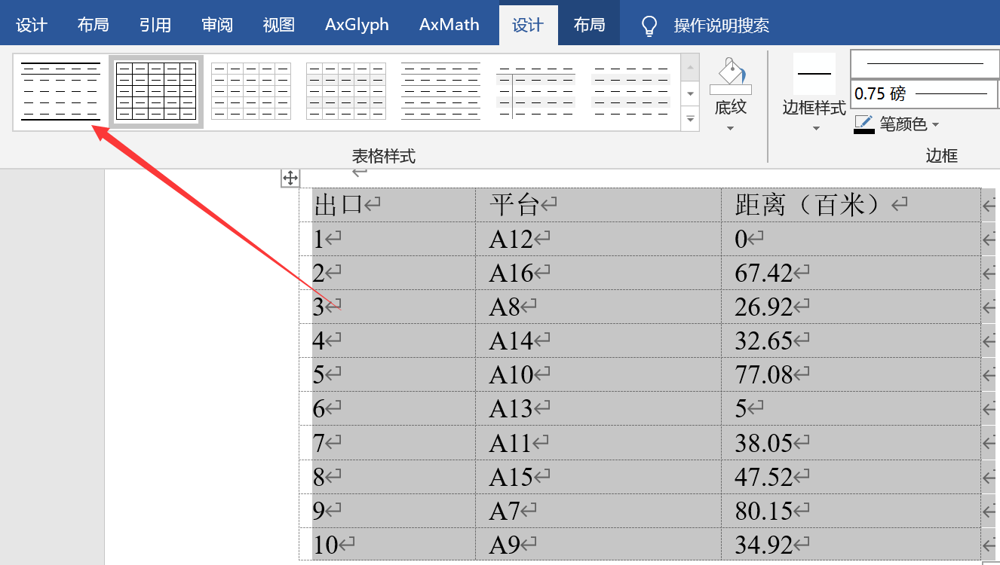 设计 布局 引用 审阅 视图 AxGlyph AxMath 设计 布局 操作说明搜索
0.75 磅
底纹 边框样式
笔颜色
表格样式 边框
出口 平台 距离（百米）
1 A12 0
2 A16 67.42
3 A8 26.92
4 A14 32.65
5 A10 77.08
6 A13 5
7 A11 38.05
8 A15 47.52
9 A7 80.15
10 A9 34.92